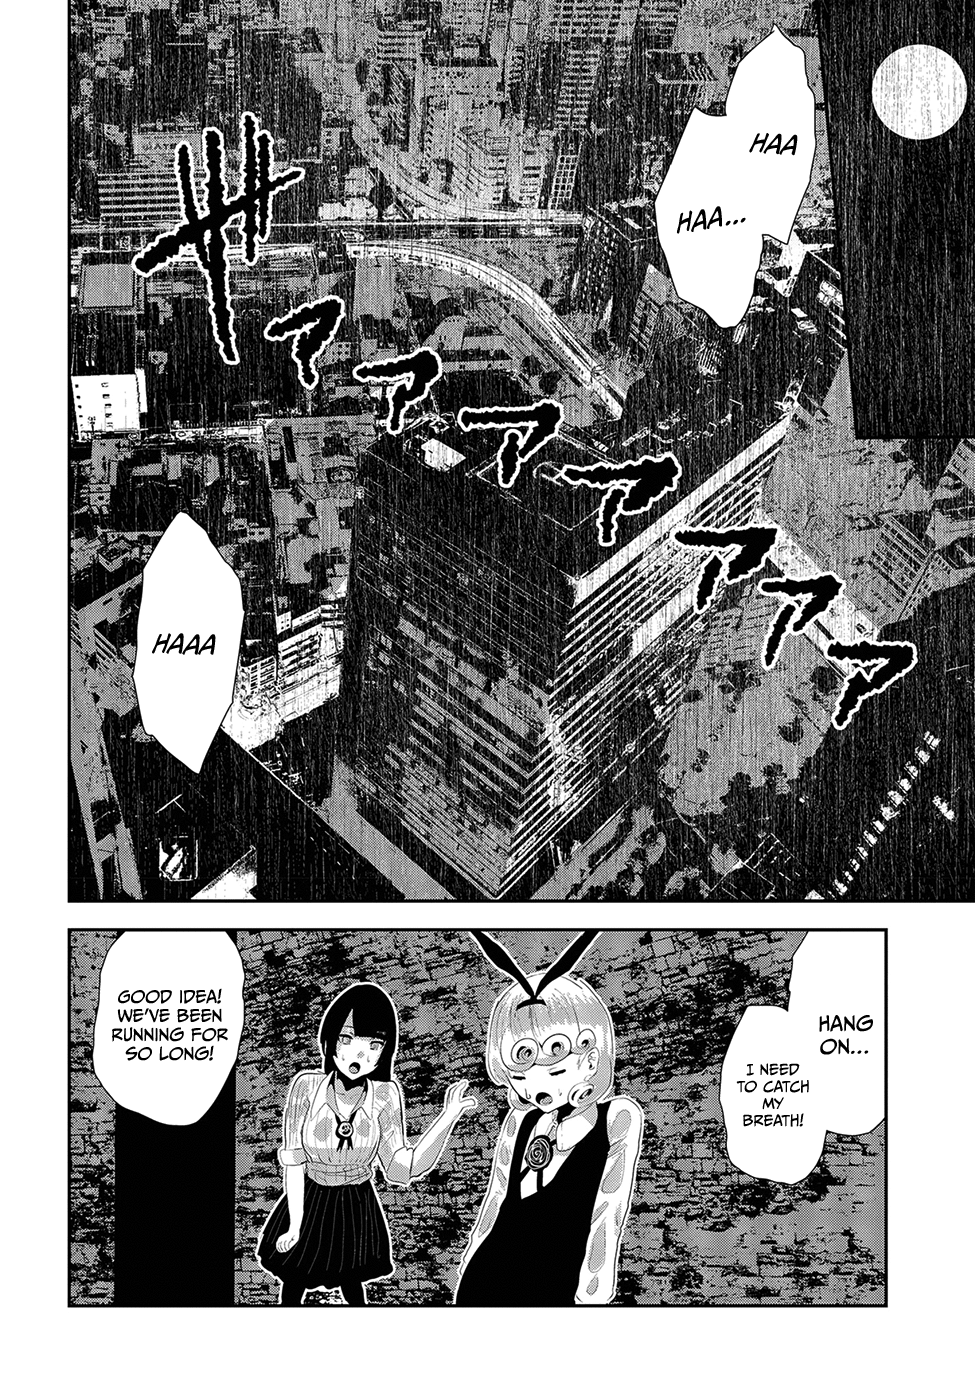 HAA
HAA...
ザアアアアアア
HAAA
HANG
ON...
I NEED
TO CATCH
MY
BREATH!
GOOD IDEA!
WE'VE BEEN
RUNNING FOR
SO LONG!